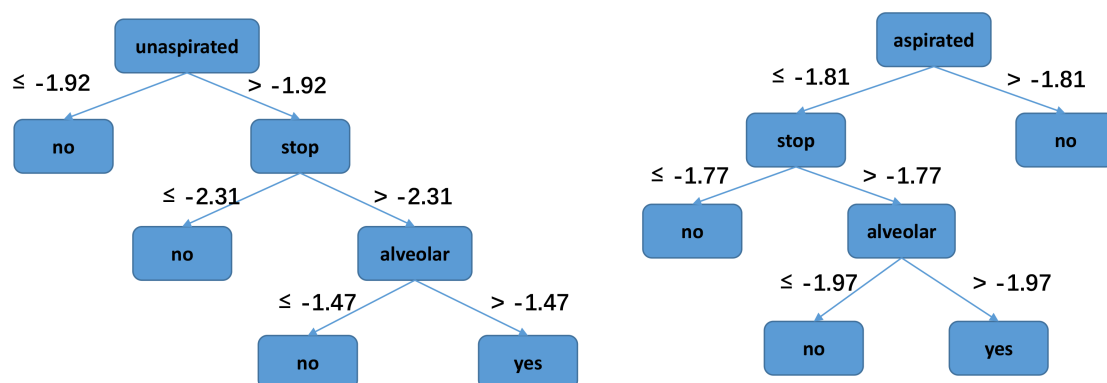 unaspirated
≤ -1.92
> -1.92
no
stop
≤ -2.31
> -2.31
no
alveolar
≤ -1.47
> -1.47
no
yes
aspirated
≤ -1.81
> -1.81
stop
no
≤ -1.77
> -1.77
no
alveolar
≤ -1.97
> -1.97
no
yes